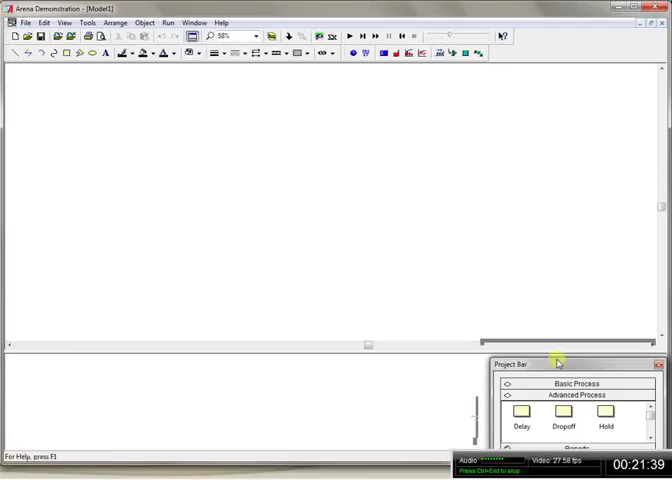 Arena Demonstration - [Model1]
File Edit View Tools Arrange Object Run Window Help
58%
Project Bar
Basic Process
Advanced Process
Delay Dropoff Hold
Reports
For Help, press F1
Audio Video: 27.58 fps
Press Ctrl+End to stop
00:21:39